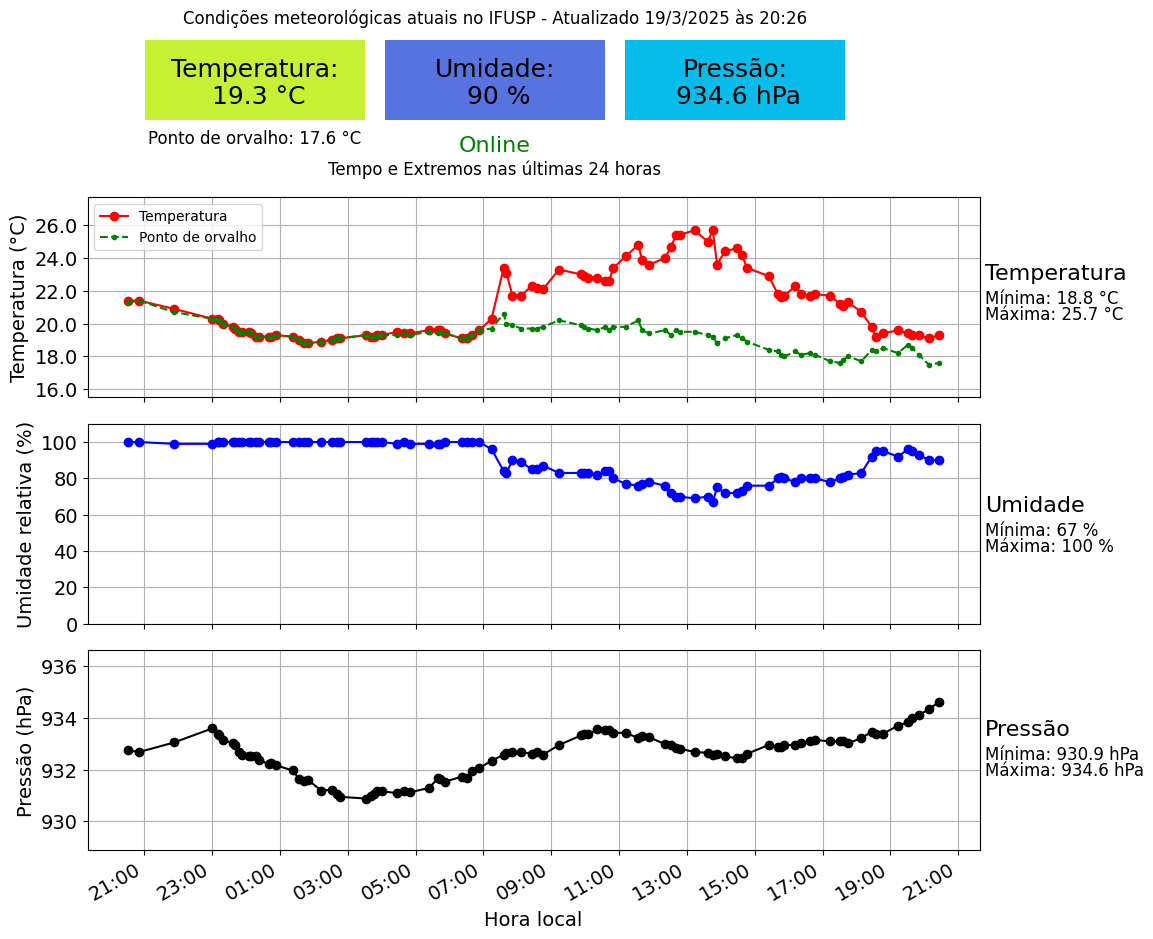 Condições meteorológicas atuais no IFUSP - Atualizado 19/3/2025 às 20:26
Temperatura:
19.3 °C
Umidade:
90 %
Pressão:
934.6 hPa
Ponto de orvalho: 17.6 °C
Online
Tempo e Extremos nas últimas 24 horas
Temperatura (°C)
26.0
24.0
22.0
20.0
18.0
16.0
Temperatura
Ponto de orvalho
Temperatura
Mínima: 18.8 °C
Máxima: 25.7 °C
Umidade relativa (%)
100
80
60
40
20
0
Umidade
Mínima: 67 %
Máxima: 100 %
Pressão (hPa)
936
934
932
930
Pressão
Mínima: 930.9 hPa
Máxima: 934.6 hPa
21:00 23:00 01:00 03:00 05:00 07:00 09:00 11:00 13:00 15:00 17:00 19:00 21:00
Hora local